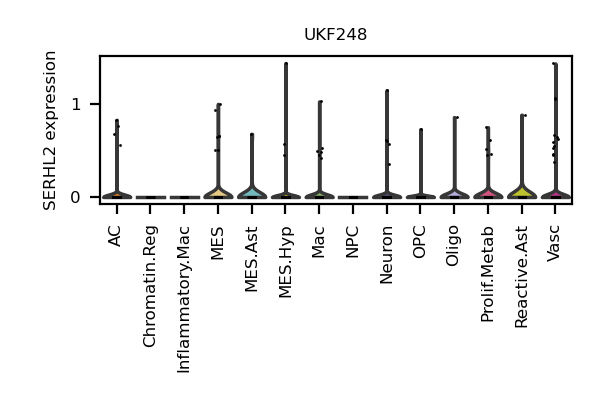 UKF248
SERHL2 expression
1
0
AC
Chromatin.Reg
Inflammatory.Mac
MES
MES.Ast
MES.Hyp
Mac
NPC
Neuron
OPC
Oligo
Prolif.Metab
Reactive.Ast
Vasc